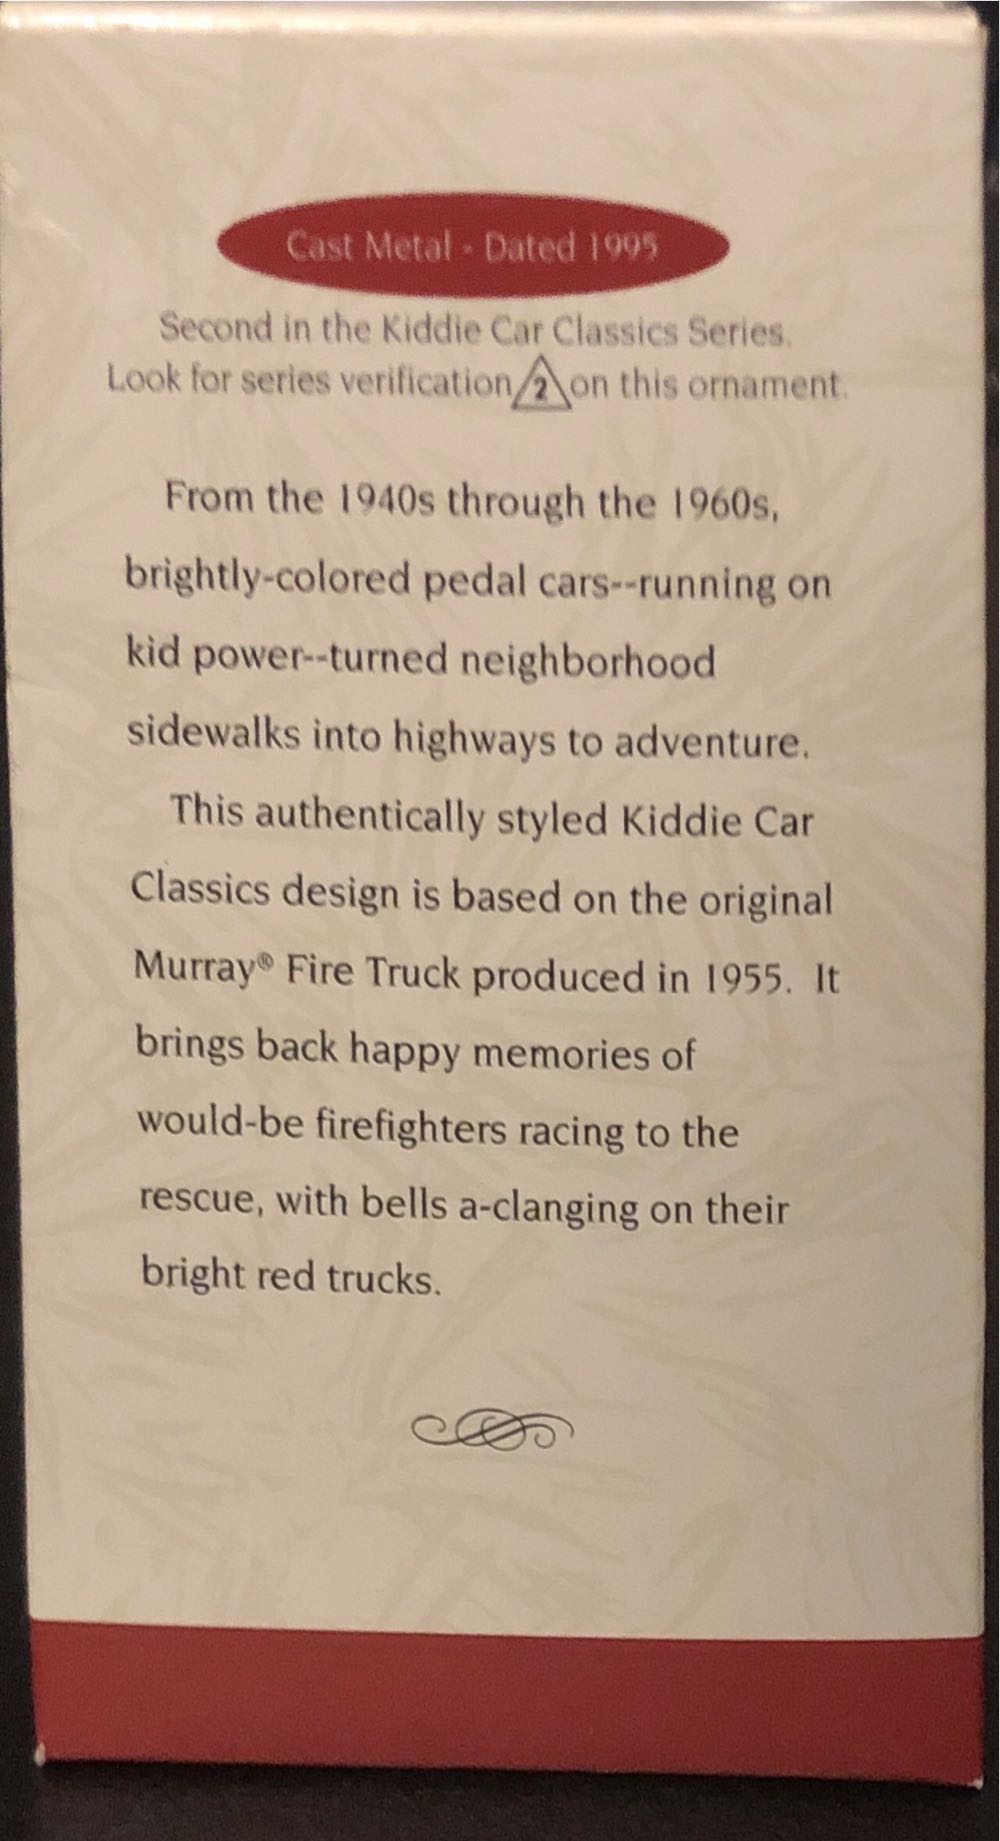 Cast Metal - Dated 1995
Second in the Kiddie Car Classics Series.
Look for series verification 2 on this ornament.
From the 1940s through the 1960s,
brightly-colored pedal cars--running on
kid power--turned neighborhood
sidewalks into highways to adventure.
This authentically styled Kiddie Car
Classics design is based on the original
Murray® Fire Truck produced in 1955. It
brings back happy memories of
would-be firefighters racing to the
rescue, with bells a-clanging on their
bright red trucks.